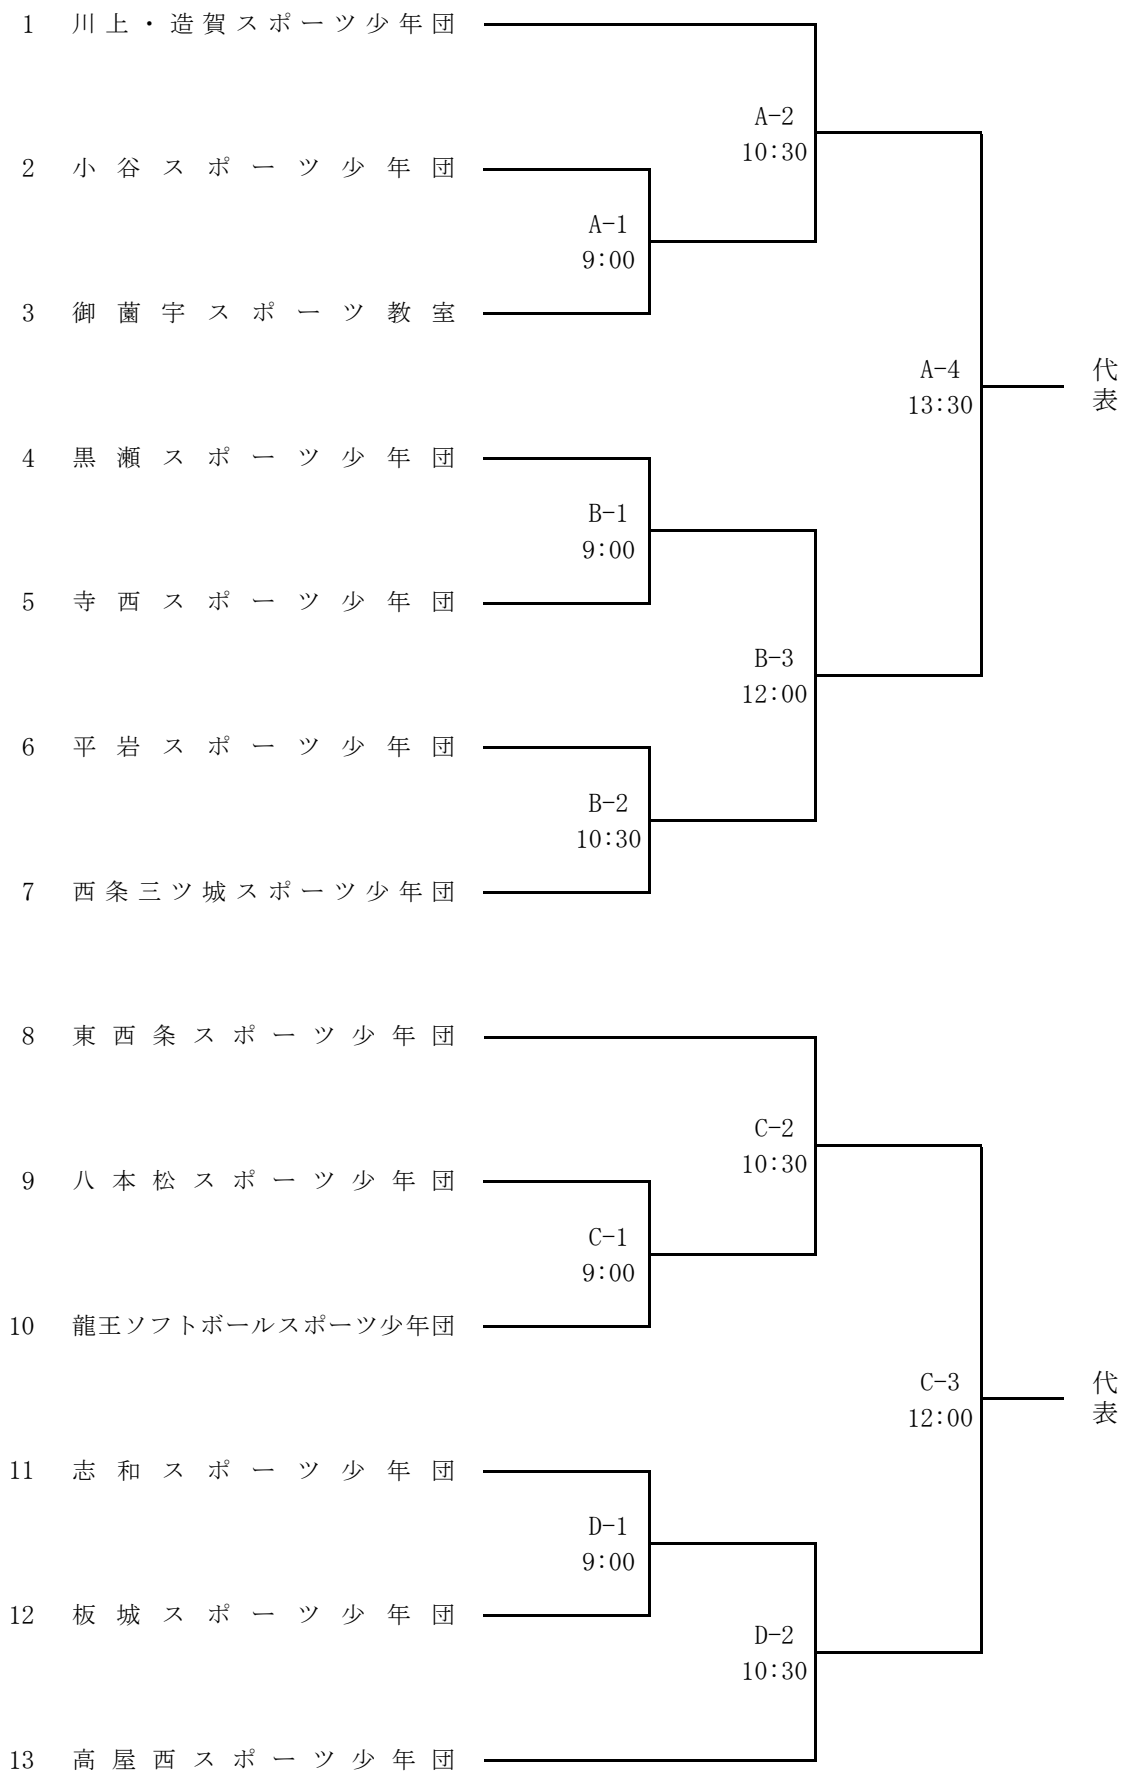 1 川上・造賀スポーツ少年団
A-2
10:30
2 小谷スポーツ少年団
A-1
9:00
3 御薗宇スポーツ教室
A-4
13:30
代表
4 黒瀬スポーツ少年団
B-1
9:00
5 寺西スポーツ少年団
B-3
12:00
6 平岩スポーツ少年団
B-2
10:30
7 西条三ツ城スポーツ少年団
8 東西条スポーツ少年団
C-2
10:30
9 八本松スポーツ少年団
C-1
9:00
10 龍王ソフトボールスポーツ少年団
C-3
12:00
代表
11 志和スポーツ少年団
D-1
9:00
12 板城スポーツ少年団
D-2
10:30
13 高屋西スポーツ少年団